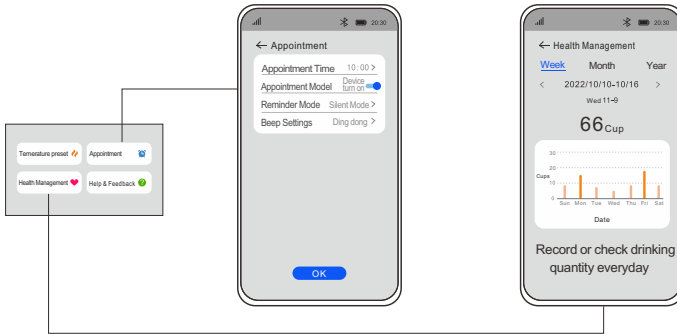 Temerature preset
Appointment
Health Management
Help & Feedback
20:30
← Appointment
Appointment Time 10:00 >
Appointment Model Device turn on
Reminder Mode Silent Mode >
Beep Settings Ding dong >
OK
20:30
← Health Management
Week Month Year
< 2022/10/10-10/16 >
Wed 11-9
66 Cup
30
Cups 20
10
0
Sun Mon Tue Wed Thu Fri Sat
Date
Record or check drinking
quantity everyday